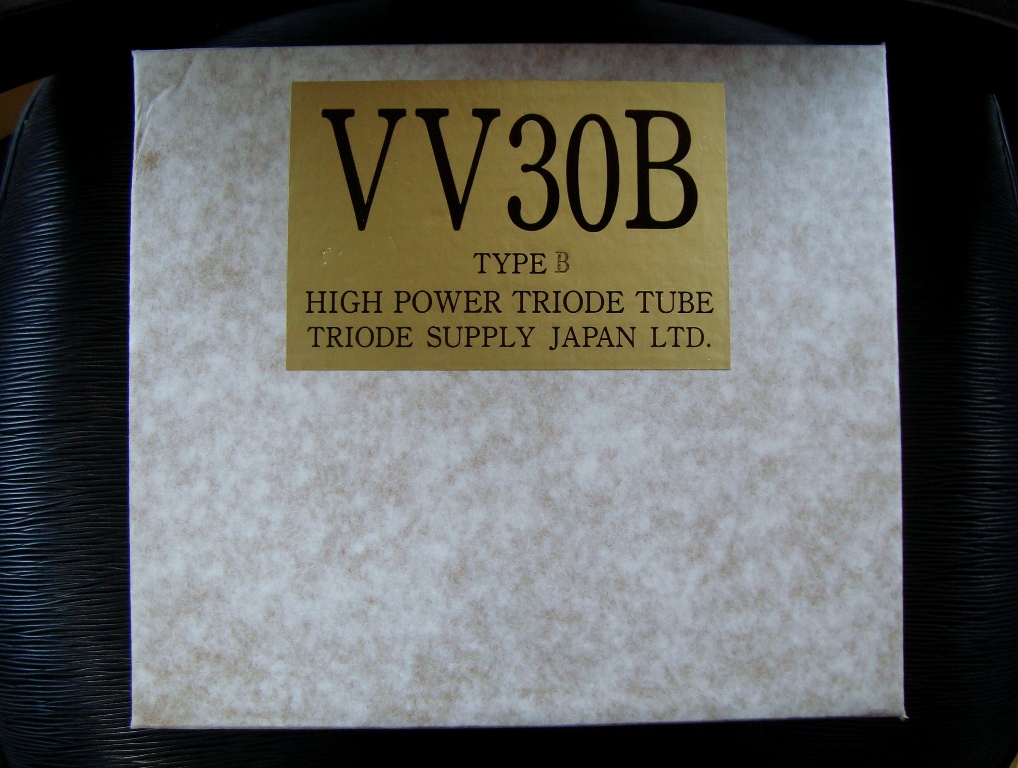 VV30B
TYPE B
HIGH POWER TRIODE TUBE
TRIODE SUPPLY JAPAN LTD.